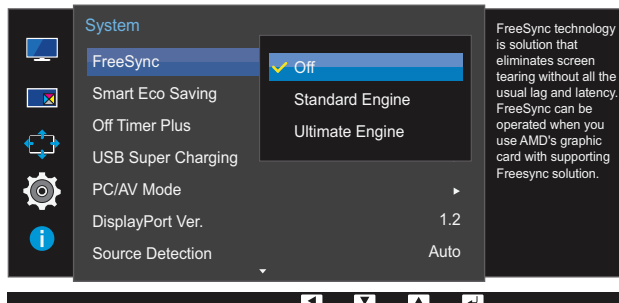 System
FreeSync
Off
Smart Eco Saving
Standard Engine
Off Timer Plus
Ultimate Engine
USB Super Charging
PC/AV Mode
DisplayPort Ver. 1.2
Source Detection Auto
FreeSync technology
is solution that
eliminates screen
tearing without all the
usual lag and latency.
FreeSync can be
operated when you
use AMD's graphic
card with supporting
Freesync solution.